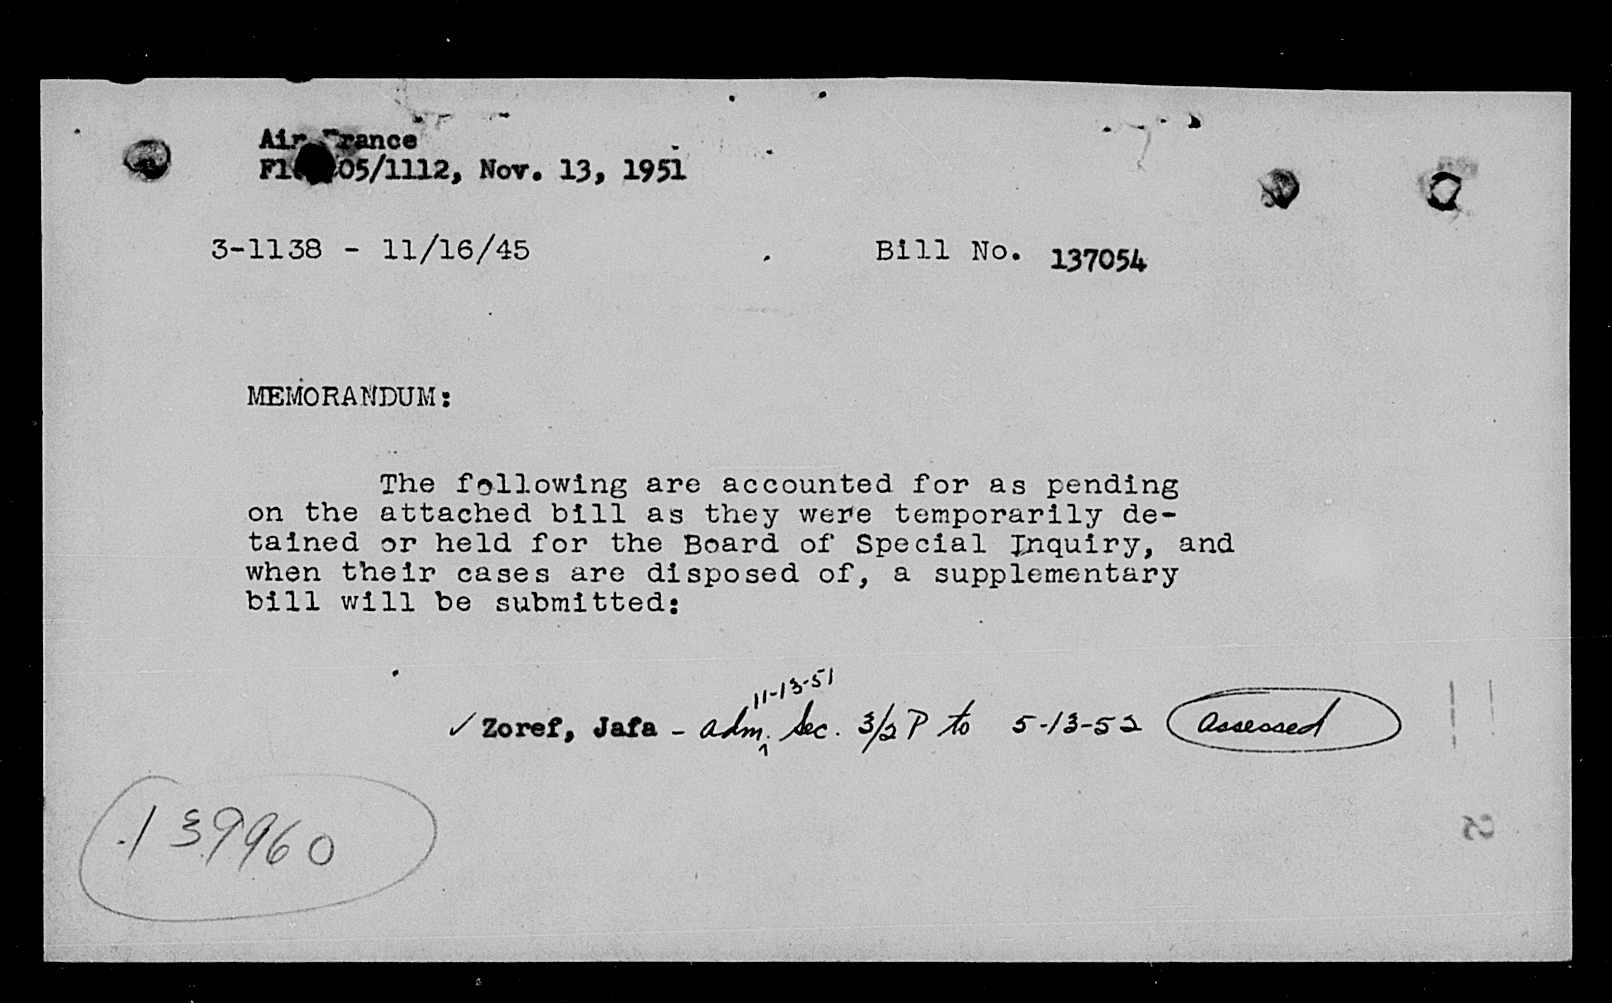 Air France
05/1112, Nov. 13, 1951
3-1138 - 11/16/45
Bill No. 137054
MEMORANDUM:
The following are accounted for as pending
on the attached bill as they were temporarily de-
tained or held for the Board of Special Inquiry, and
when their cases are disposed of, a supplementary
bill will be submitted:
11-13-51
✓ Zoref, Jafa - adm. Sec. 3/2 P to 5-13-52 assessed
139960